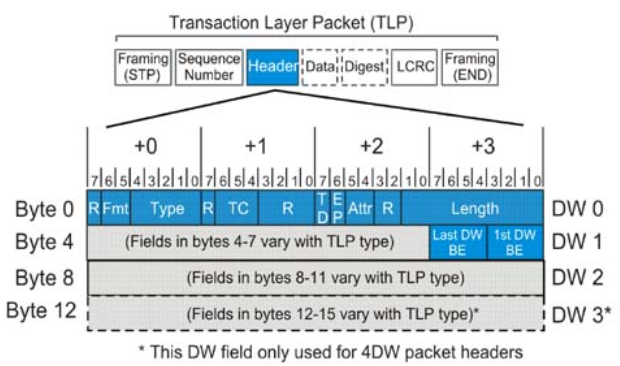 Transaction Layer Packet (TLP)
Framing (STP) Sequence Number Header Data Digest LCRC Framing (END)
+0 +1 +2 +3
7 6 5 4 3 2 1 0 7 6 5 4 3 2 1 0 7 6 5 4 3 2 1 0 7 6 5 4 3 2 1 0
Byte 0 R Fmt Type R TC R TD EP Attr R Length DW 0
Byte 4 (Fields in bytes 4-7 vary with TLP type) Last DW BE 1st DW BE DW 1
Byte 8 (Fields in bytes 8-11 vary with TLP type) DW 2
Byte 12 (Fields in bytes 12-15 vary with TLP type)* DW 3*
* This DW field only used for 4DW packet headers